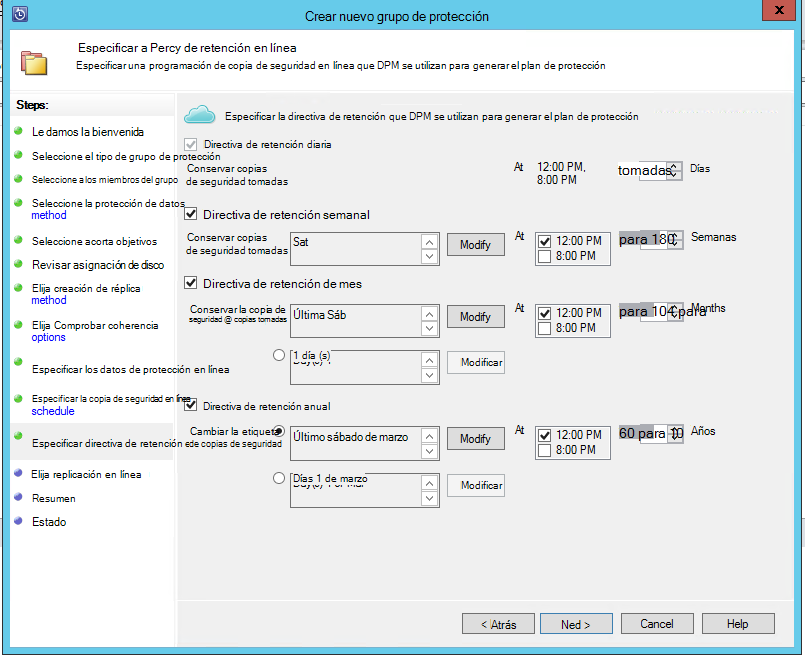 Crear nuevo grupo de protección
x
Especificar a Percy de retención en línea
Especificar una programación de copia de seguridad en línea que DPM se utilizan para generar el plan de protección
Steps:
Le damos la bienvenida
Seleccione el tipo de grupo de protección
Seleccione a los miembros del grupo
Seleccione la protección de datos
method
Seleccione acorta objetivos
Revisar asignación de disco
Elija creación de réplica
method
Elija Comprobar coherencia
options
Especificar los datos de protección en línea
Especificar la copia de seguridad en línea
schedule
Especificar directiva de retención
Elija replicación en línea
Resumen
Estado
Especificar la directiva de retención que DPM se utilizan para generar el plan de protección
Directiva de retención diaria
Conservar copias
de seguridad tomadas
At
12:00 PM,
8:00 PM
tomadas
Días
Directiva de retención semanal
Conservar copias
de seguridad tomadas
Sat
Modify
At
12:00 PM
8:00 PM
para 180
Semanas
Directiva de retención de mes
Conservar la copia de
seguridad @ copias tomadas
Última Sáb
Modify
At
12:00 PM
8:00 PM
para 104 para
Months
1 día (s)
Modificar
Directiva de retención anual
Cambiar la etiqueta
de copias de seguridad
Último sábado de marzo
Modify
At
12:00 PM
8:00 PM
60 para 10
Años
Días 1 de marzo
Modificar
< Atrás
Ned >
Cancel
Help